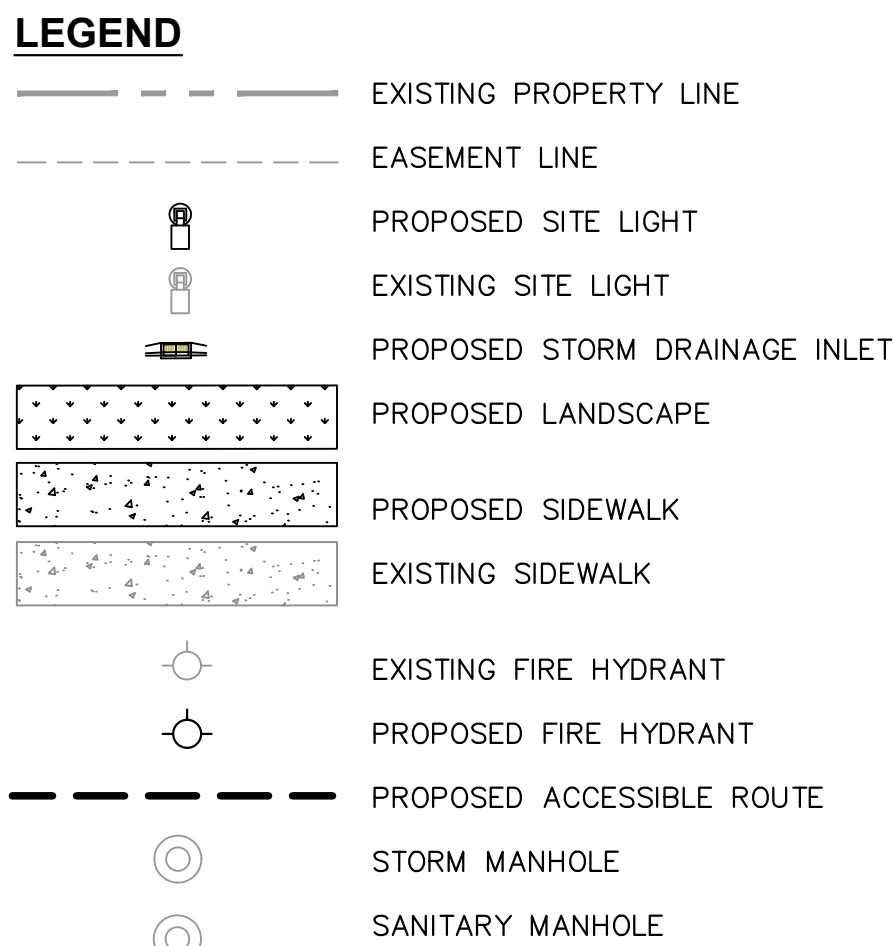 LEGEND
EXISTING PROPERTY LINE
EASEMENT LINE
PROPOSED SITE LIGHT
EXISTING SITE LIGHT
PROPOSED STORM DRAINAGE INLET
PROPOSED LANDSCAPE
PROPOSED SIDEWALK
EXISTING SIDEWALK
EXISTING FIRE HYDRANT
PROPOSED FIRE HYDRANT
PROPOSED ACCESSIBLE ROUTE
STORM MANHOLE
SANITARY MANHOLE